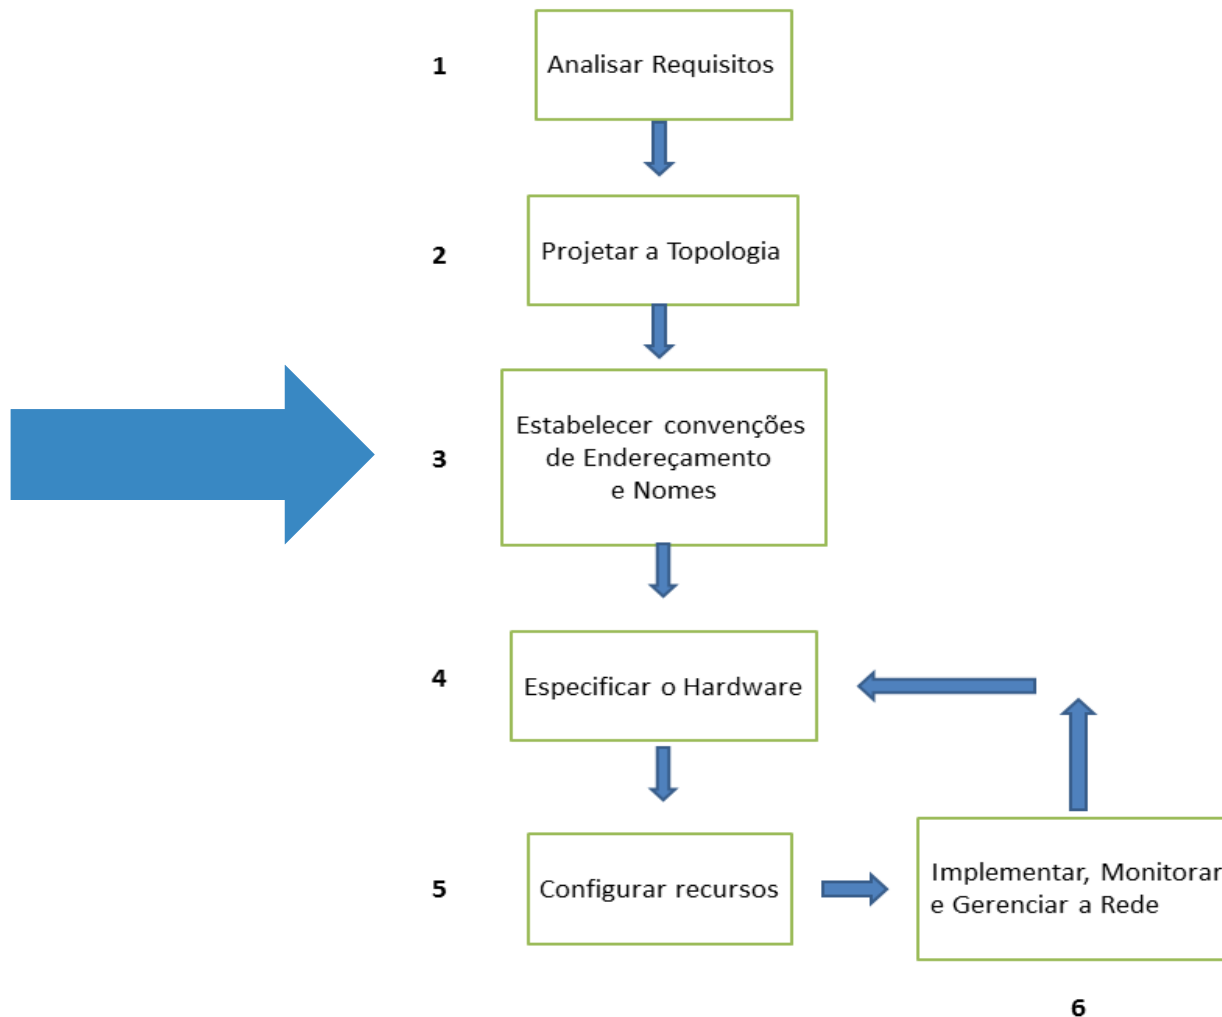 1
Analisar Requisitos
2
Projetar a Topologia
3
Estabelecer convenções
de Endereçamento
e Nomes
4
Especificar o Hardware
5
Configurar recursos
Implementar, Monitorar
e Gerenciar a Rede
6